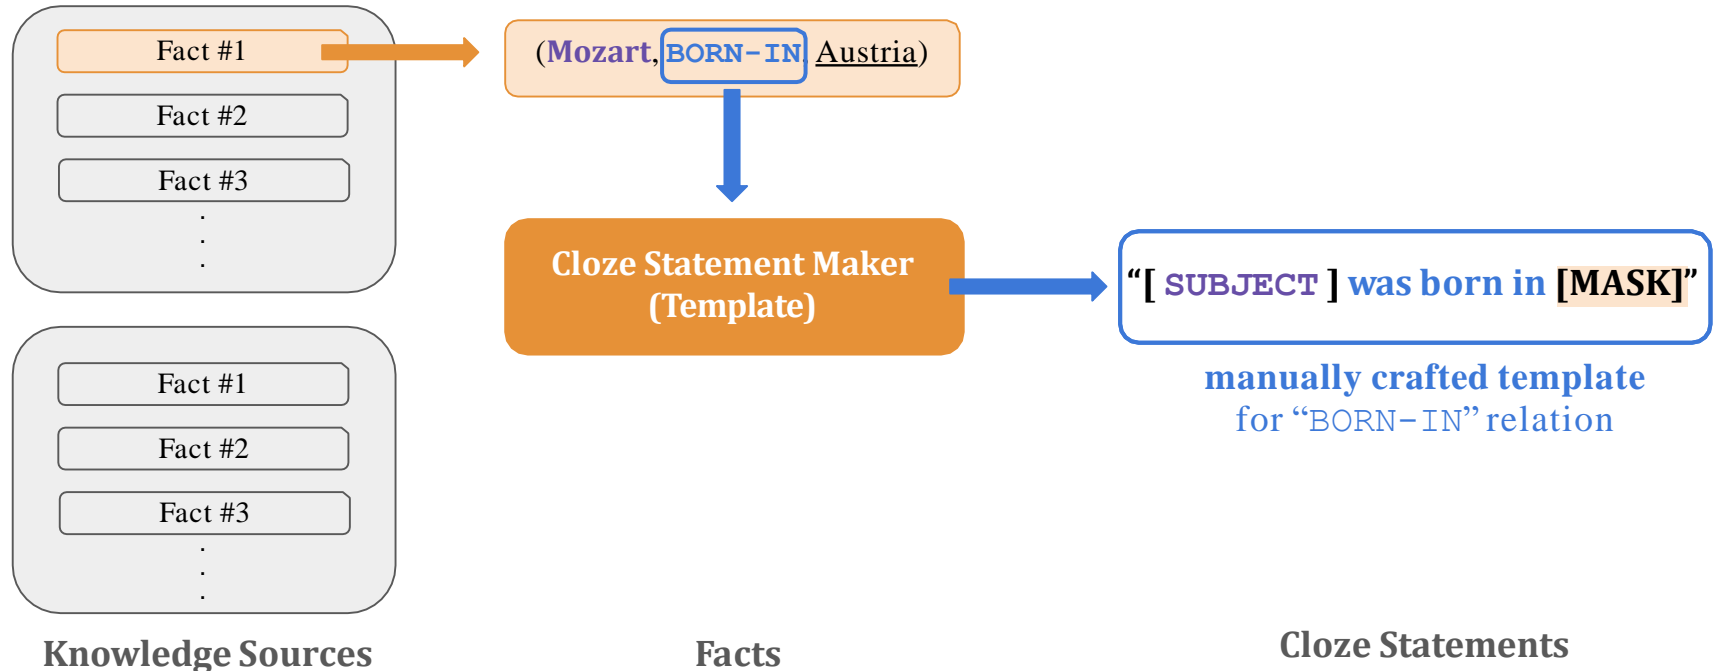 Fact #1
Fact #2
Fact #3
.
.
.
Fact #1
Fact #2
Fact #3
.
.
.
Knowledge Sources
(Mozart, BORN-IN, Austria)
Cloze Statement Maker
(Template)
Facts
“[ SUBJECT ] was born in [MASK]”
manually crafted template
for “BORN-IN” relation
Cloze Statements